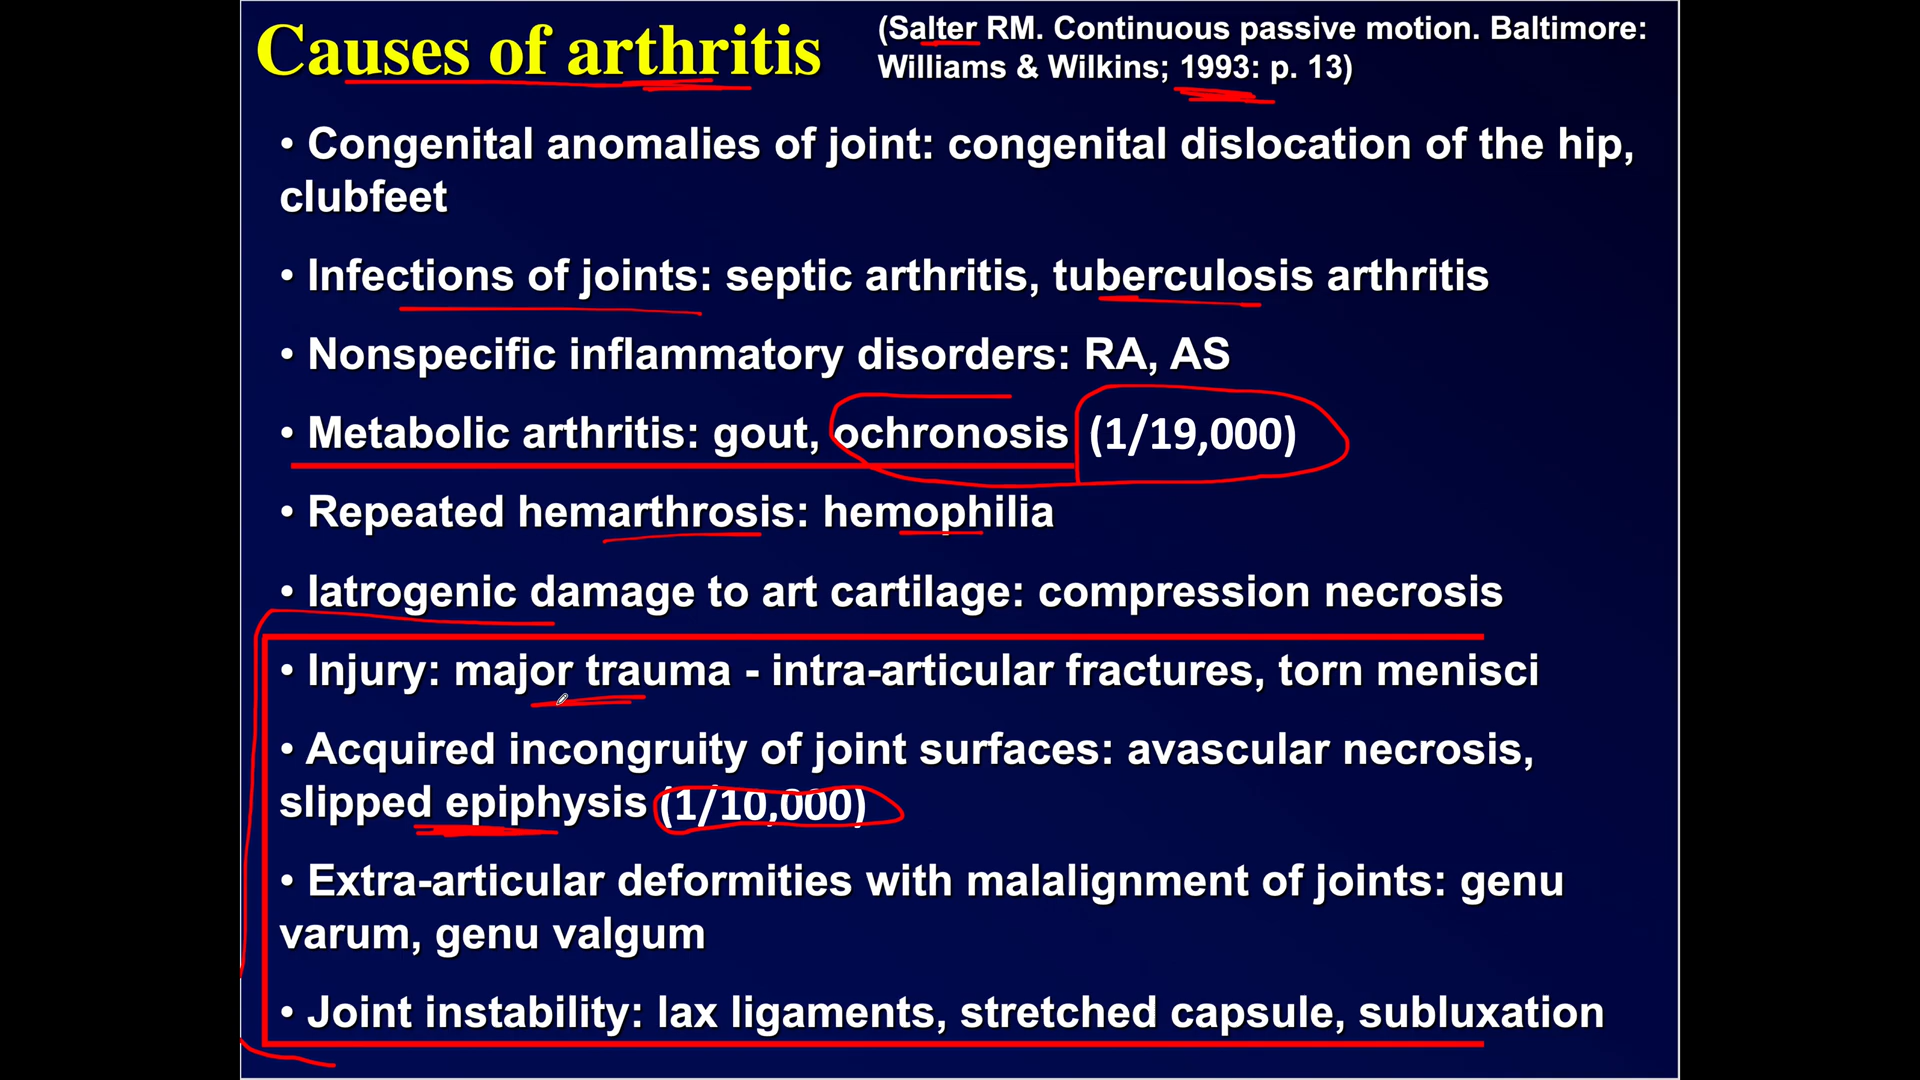 Causes of arthritis
(Salter RM. Continuous passive motion. Baltimore:
Williams & Wilkins; 1993: p. 13)
• Congenital anomalies of joint: congenital dislocation of the hip,
clubfeet
• Infections of joints: septic arthritis, tuberculosis arthritis
• Nonspecific inflammatory disorders: RA, AS
• Metabolic arthritis: gout, ochronosis (1/19,000)
• Repeated hemarthrosis: hemophilia
• Iatrogenic damage to art cartilage: compression necrosis
• Injury: major trauma - intra-articular fractures, torn menisci
• Acquired incongruity of joint surfaces: avascular necrosis,
slipped epiphysis (1/10,000)
• Extra-articular deformities with malalignment of joints: genu
varum, genu valgum
• Joint instability: lax ligaments, stretched capsule, subluxation